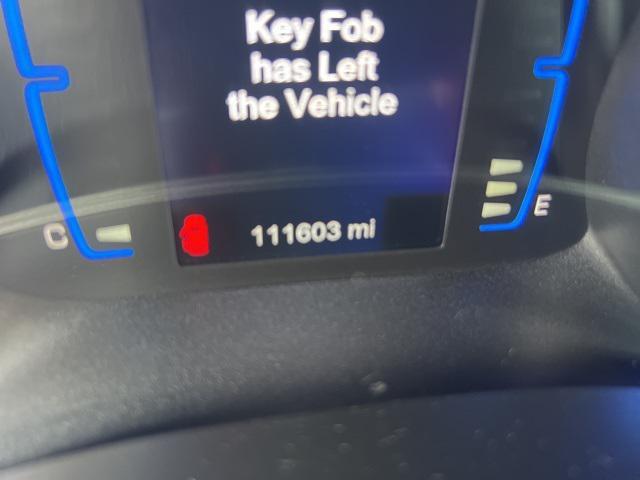 Key Fob
has Left
the Vehicle
C
E
111603 mi